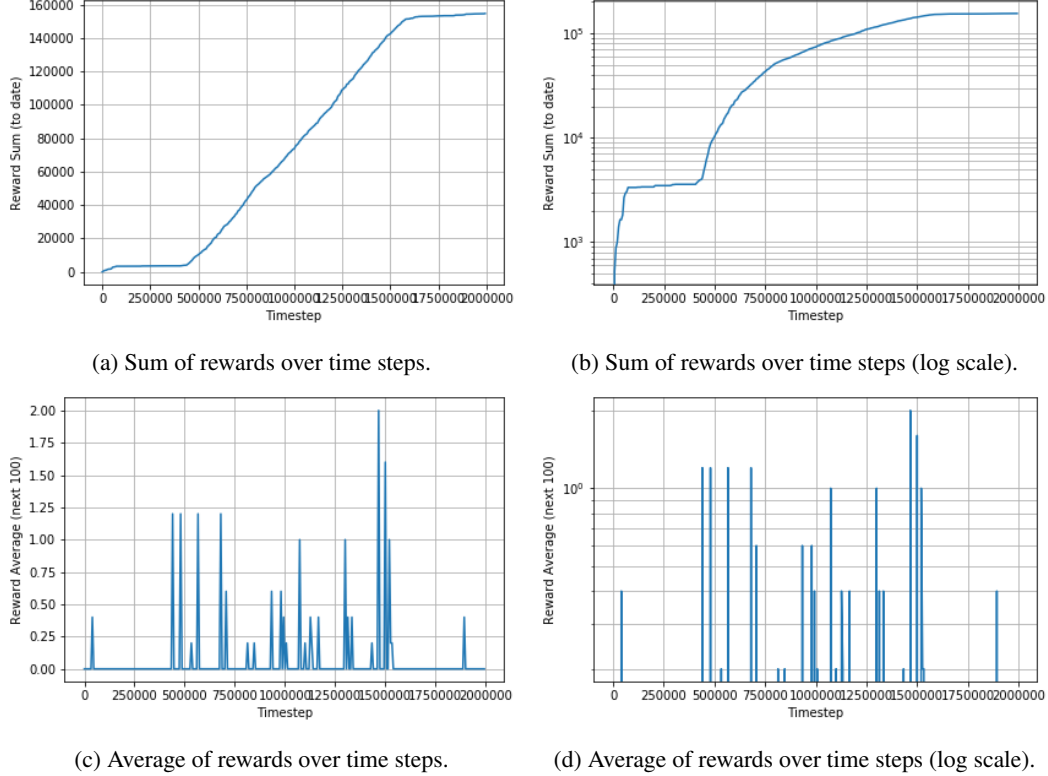 160000
140000
120000
100000
80000
60000
40000
20000
0
Reward Sum (to date)
0 250000 500000 750000 1000000 1250000 1500000 1750000 2000000
Timestep
(a) Sum of rewards over time steps.
10^5
10^4
10^3
Reward Sum (to date)
0 250000 500000 750000 1000000 1250000 1500000 1750000 2000000
Timestep
(b) Sum of rewards over time steps (log scale).
2.00
1.75
1.50
1.25
1.00
0.75
0.50
0.25
0.00
Reward Average (next 100)
0 250000 500000 750000 1000000 1250000 1500000 1750000 2000000
Timestep
(c) Average of rewards over time steps.
10^0
Reward Average (next 100)
0 250000 500000 750000 1000000 1250000 1500000 1750000 2000000
Timestep
(d) Average of rewards over time steps (log scale).